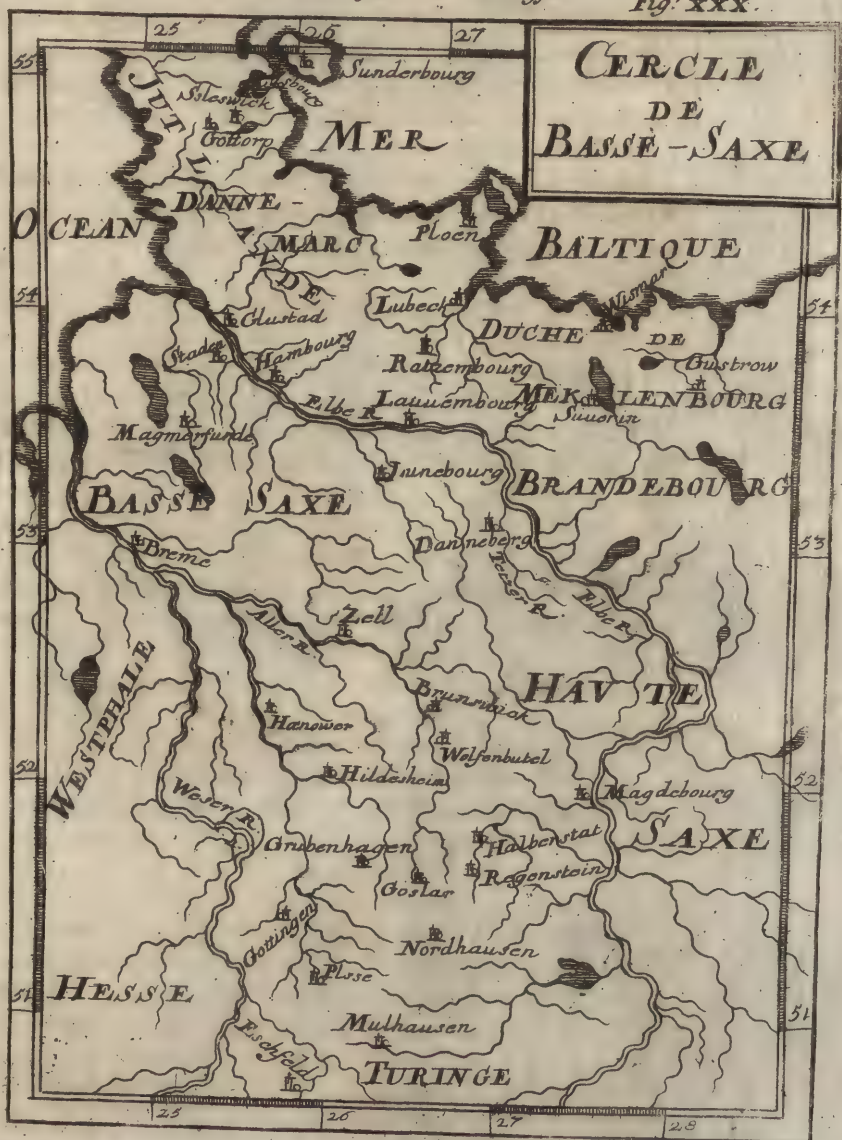 Fig. XXX.
25 26 27
CERCLE
DE
BASSE-SAXE
55
Sunderbourg
JUTLANDE
Sleswick
Gottorp
MER
DANNE-
MARC
OCEAN
Ploen
BALTIQUE
54
54
Lubeck
Wismar
Glustad
DUCHE DE
Staden
Hambourg
Ratzembourg
Gustrow
MEKLENBOURG
Elbe R.
Lauuembourg
Suuerin
Magmerfunde
Lunebourg
BRANDEBOURG
BASSE SAXE
Danneberg
53
53
Breme
Teezer R.
Elbe R.
Aller R.
Zell
WESTPHALE
HAUTE
Brunswick
Hanower
Wolfenbutel
52
52
Hildesheim
Magdebourg
Weser R.
SAXE
Grubenhagen
Halbenstat
Goslar
Regenstein
Gottingen
Nordhausen
Plsse
HESSE
51
51
Mulhausen
Eschfeld
TURINGE
25 26 27 28